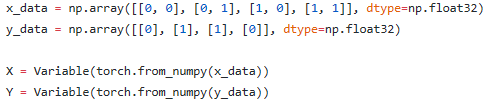 x_data = np.array([[0, 0], [0, 1], [1, 0], [1, 1]], dtype=np.float32)
y_data = np.array([[0], [1], [1], [0]], dtype=np.float32)
X = Variable(torch.from_numpy(x_data))
Y = Variable(torch.from_numpy(y_data))